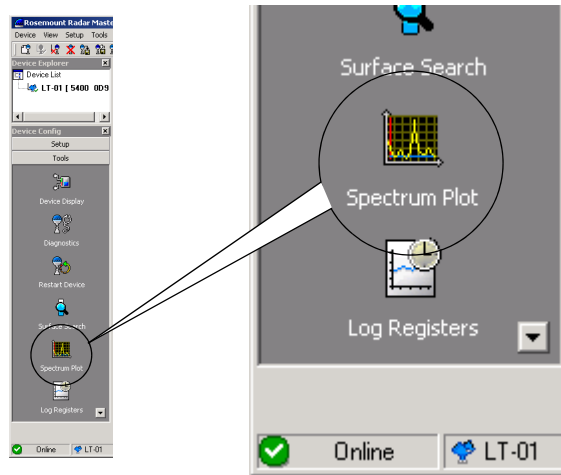 Rosemount Radar Maste
Device View Setup Tools
Device Explorer
Device List
LT-01 [ 5400 0D9
Device Config
Setup
Tools
Device Display
Diagnostics
Restart Device
Surface Search
Spectrum Plot
Log Registers
Online LT-01
Surface Search
Spectrum Plot
Log Registers
Online LT-01